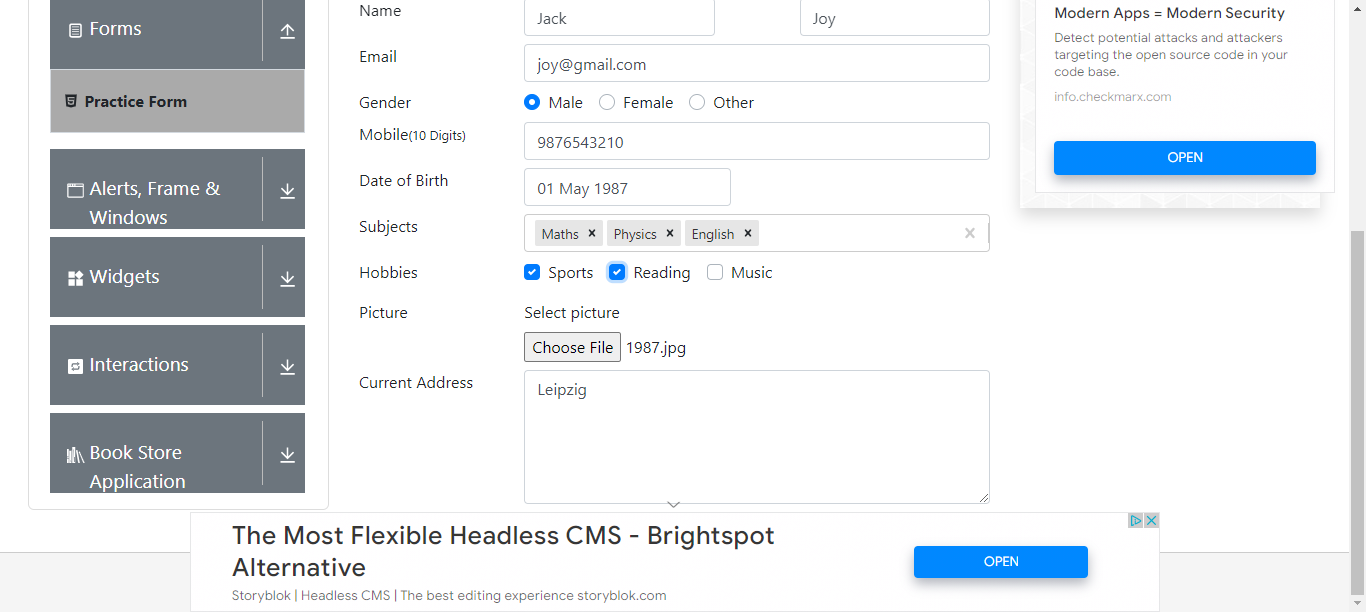 Forms
Practice Form
Alerts, Frame &
Windows
Widgets
Interactions
Book Store
Application
Name
Jack
Joy
Email
joy@gmail.com
Gender
Male
Female
Other
Mobile(10 Digits)
9876543210
Date of Birth
01 May 1987
Subjects
Maths ×
Physics ×
English ×
×
Hobbies
Sports
Reading
Music
Picture
Select picture
Choose File 1987.jpg
Current Address
Leipzig
Modern Apps = Modern Security
Detect potential attacks and attackers
targeting the open source code in your
code base.
info.checkmarx.com
OPEN
The Most Flexible Headless CMS - Brightspot
Alternative
Storyblok | Headless CMS | The best editing experience storyblok.com
OPEN